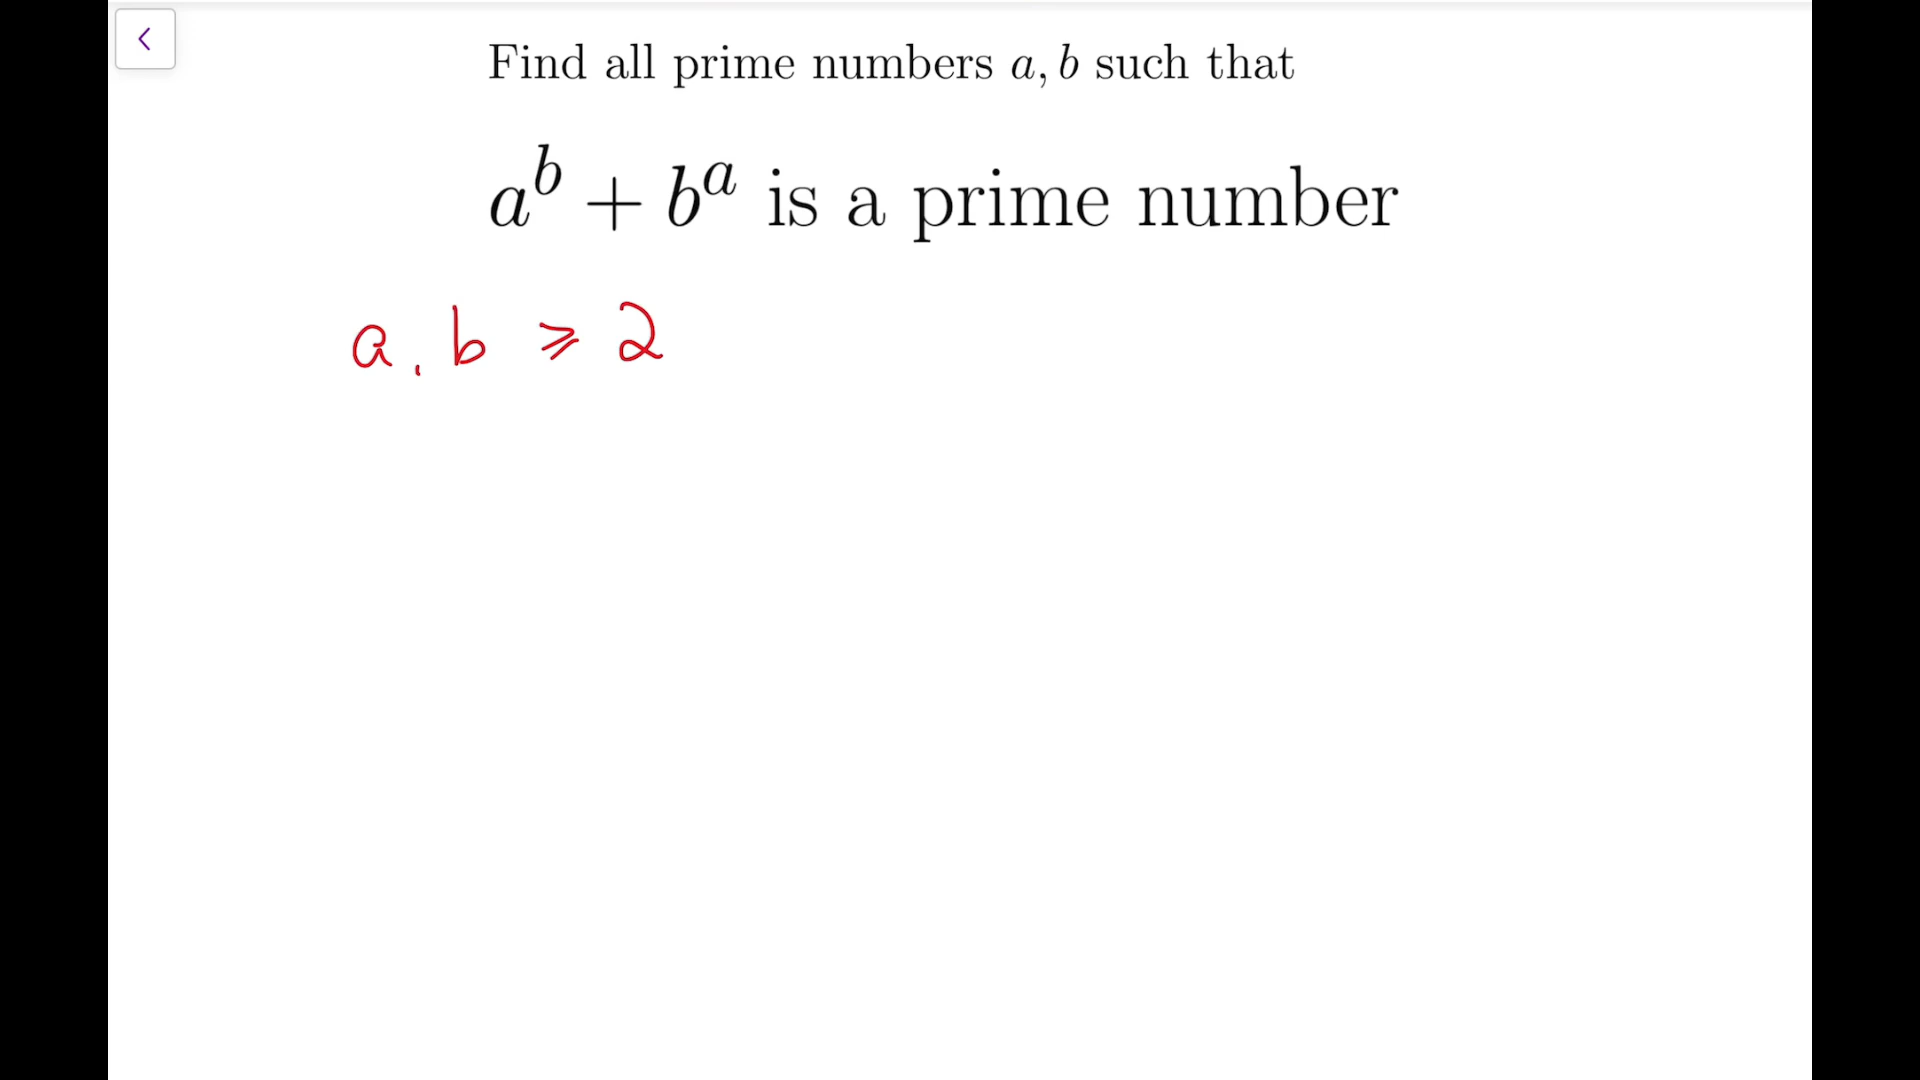 Find all prime numbers a, b such that
a^b + b^a is a prime number
a, b ⩾ 2